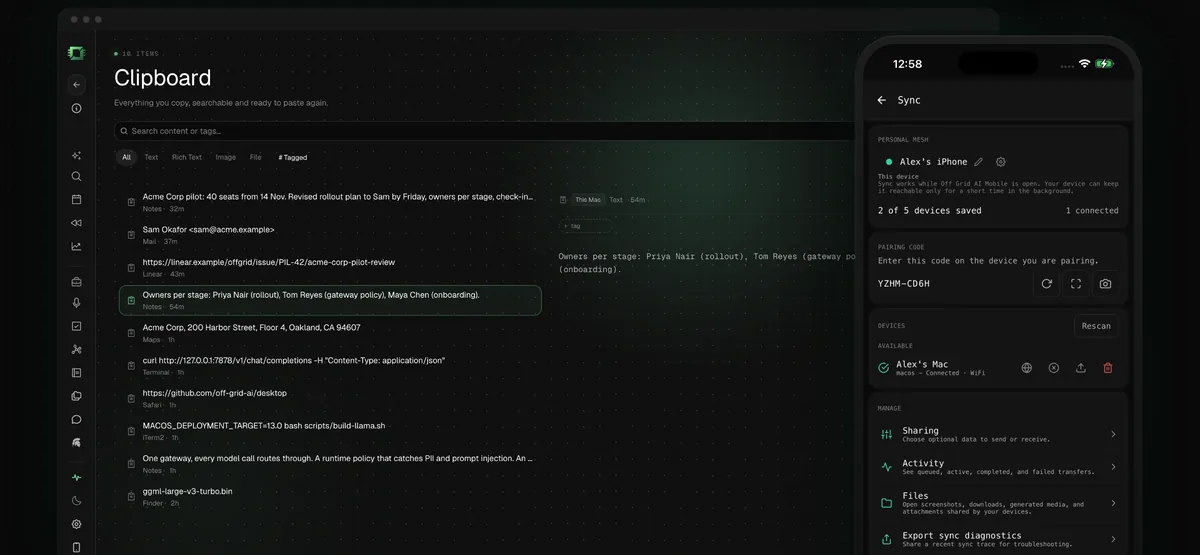 10 ITEMS
Clipboard
Everything you copy, searchable and ready to paste again.
Search content or tags...
All Text Rich Text Image File # Tagged
Acme Corp pilot: 40 seats from 14 Nov. Revised rollout plan to Sam by Friday, owners per stage, check-in...
Notes · 32m
Sam Okafor <sam@acme.example>
Mail · 37m
https://linear.example/offgrid/issue/PIL-42/acme-corp-pilot-review
Linear · 43m
Owners per stage: Priya Nair (rollout), Tom Reyes (gateway policy), Maya Chen (onboarding).
Notes · 54m
Acme Corp, 200 Harbor Street, Floor 4, Oakland, CA 94607
Maps · 1h
curl http://127.0.0.1:7878/v1/chat/completions -H "Content-Type: application/json"
Terminal · 1h
https://github.com/off-grid-ai/desktop
Safari · 1h
MACOS_DEPLOYMENT_TARGET=13.0 bash scripts/build-llama.sh
iTerm2 · 1h
One gateway, every model call routes through. A runtime policy that catches PII and prompt injection. An ...
Notes · 1h
ggml-large-v3-turbo.bin
Finder · 2h
This Mac Text · 54m
+ tag
Owners per stage: Priya Nair (rollout), Tom Reyes (gateway po
(onboarding).
12:58
Sync
PERSONAL MESH
Alex's iPhone
This device
Sync works while Off Grid AI Mobile is open. Your device can keep
it reachable only for a short time in the background.
2 of 5 devices saved 1 connected
PAIRING CODE
Enter this code on the device you are pairing.
YZHM-CD6H
DEVICES Rescan
AVAILABLE
Alex's Mac
macos - Connected · WiFi
MANAGE
Sharing
Choose optional data to send or receive.
Activity
See queued, active, completed, and failed transfers.
Files
Open screenshots, downloads, generated media, and
attachments shared by your devices.
Export sync diagnostics
Share a recent sync trace for troubleshooting.